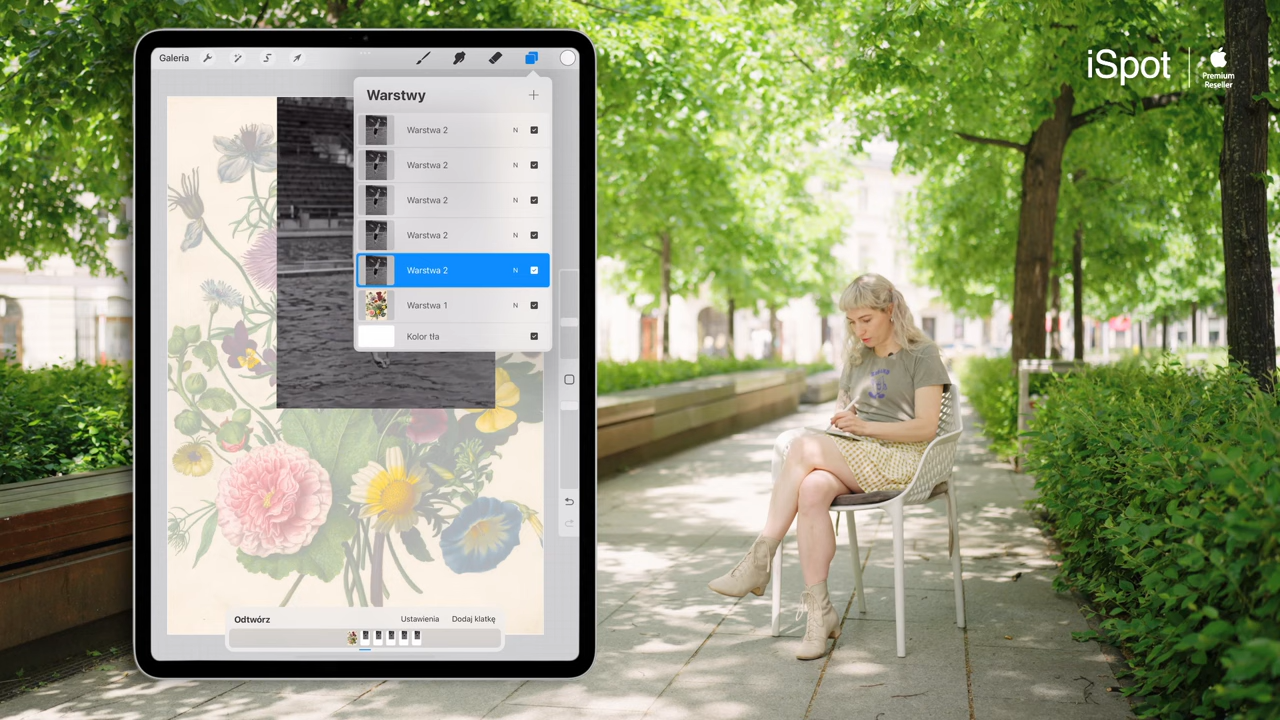 Galeria
Warstwy
Warstwa 2 N
Warstwa 2 N
Warstwa 2 N
Warstwa 2 N
Warstwa 2 N
Warstwa 1 N
Kolor tła
Odtwórz Ustawienia Dodaj klatkę
iSpot
Premium
Reseller